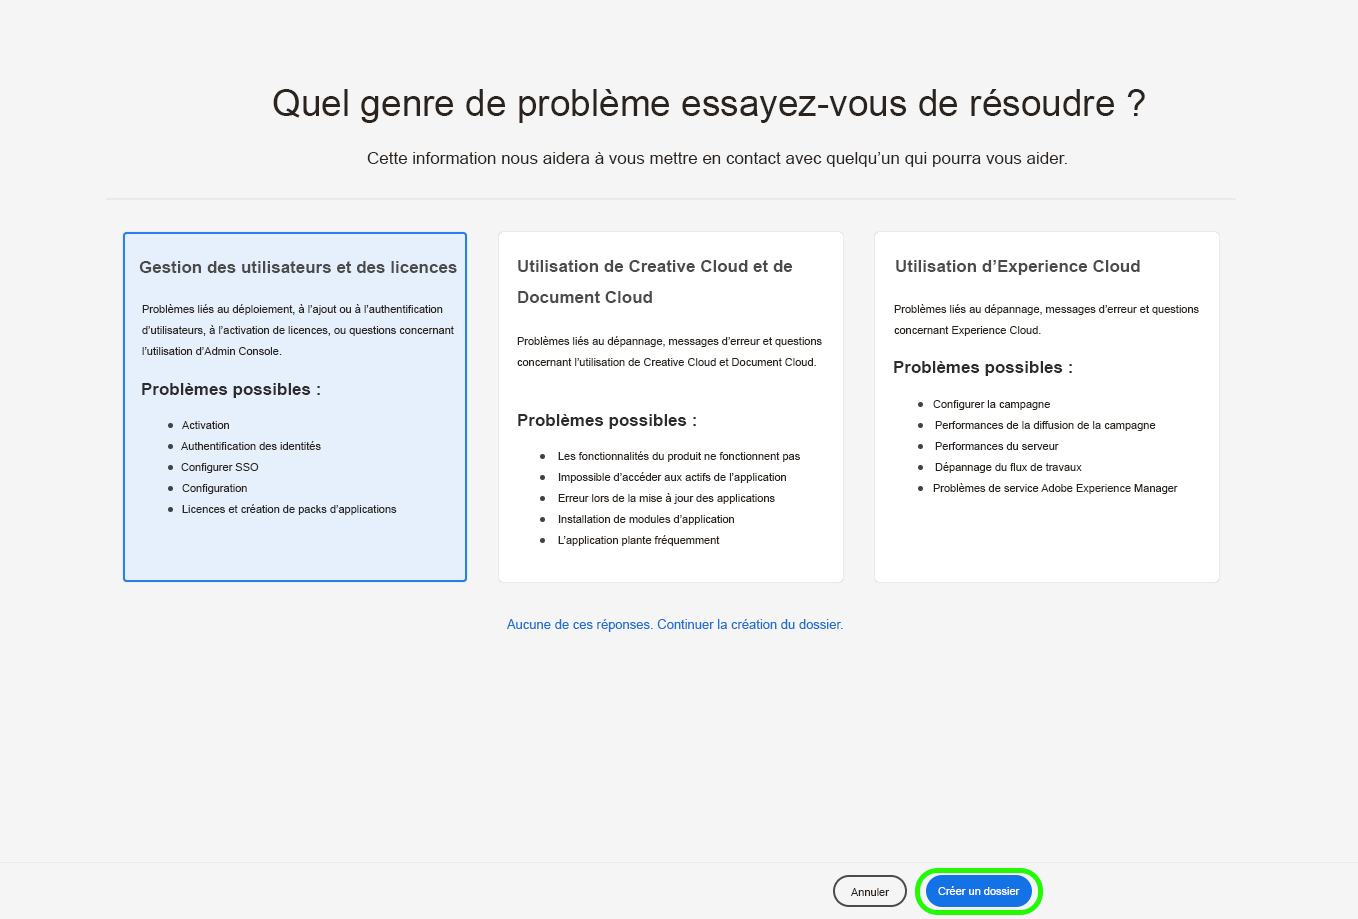 Quel genre de problème essayez-vous de résoudre ?
Cette information nous aidera à vous mettre en contact avec quelqu’un qui pourra vous aider.
Gestion des utilisateurs et des licences
Problèmes liés au déploiement, à l’ajout ou à l’authentification
d’utilisateurs, à l’activation de licences, ou questions concernant
l’utilisation d’Admin Console.
Problèmes possibles :
Activation
Authentification des identités
Configurer SSO
Configuration
Licences et création de packs d’applications
Utilisation de Creative Cloud et de
Document Cloud
Problèmes liés au dépannage, messages d’erreur et questions
concernant l’utilisation de Creative Cloud et Document Cloud.
Problèmes possibles :
Les fonctionnalités du produit ne fonctionnent pas
Impossible d’accéder aux actifs de l’application
Erreur lors de la mise à jour des applications
Installation de modules d’application
L’application plante fréquemment
Utilisation d’Experience Cloud
Problèmes liés au dépannage, messages d’erreur et questions
concernant Experience Cloud.
Problèmes possibles :
Configurer la campagne
Performances de la diffusion de la campagne
Performances du serveur
Dépannage du flux de travaux
Problèmes de service Adobe Experience Manager
Aucune de ces réponses. Continuer la création du dossier.
Annuler
Créer un dossier